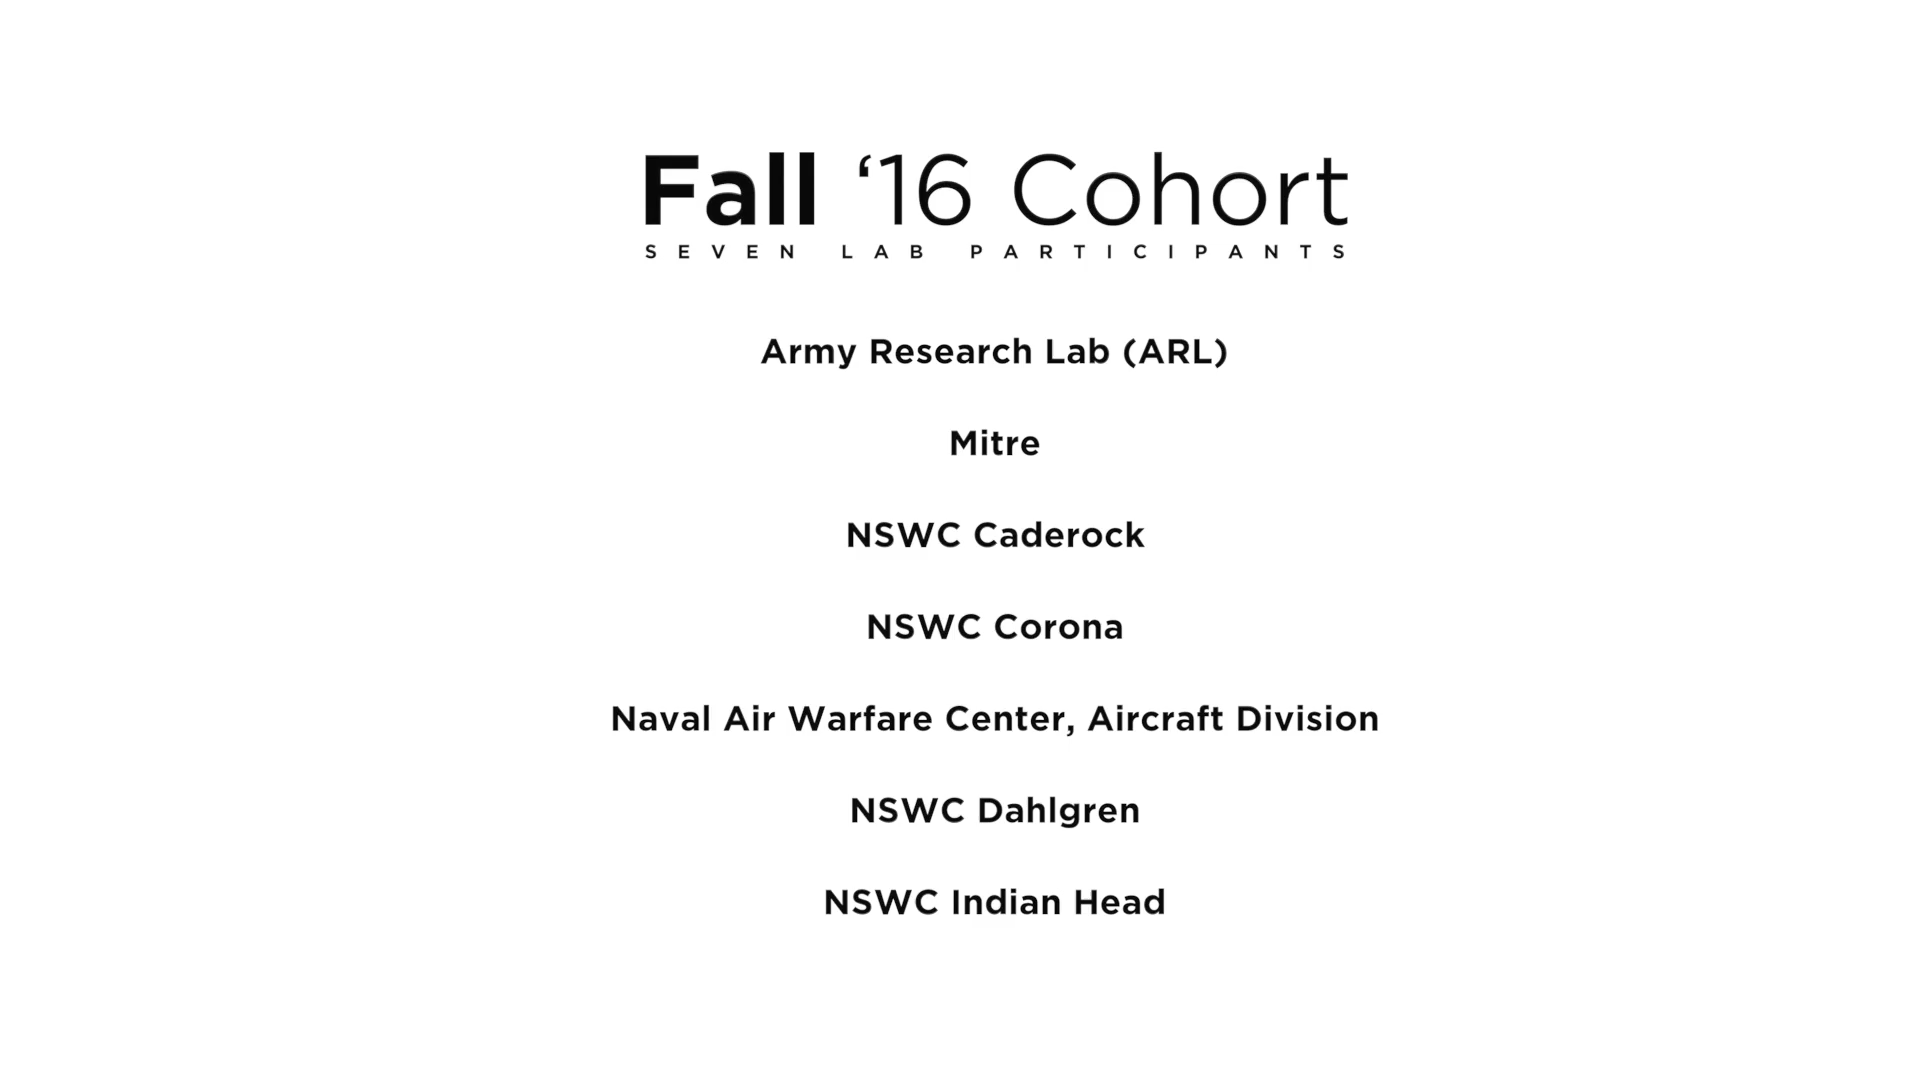 Fall ‘16 Cohort
SEVEN LAB PARTICIPANTS
Army Research Lab (ARL)
Mitre
NSWC Caderock
NSWC Corona
Naval Air Warfare Center, Aircraft Division
NSWC Dahlgren
NSWC Indian Head